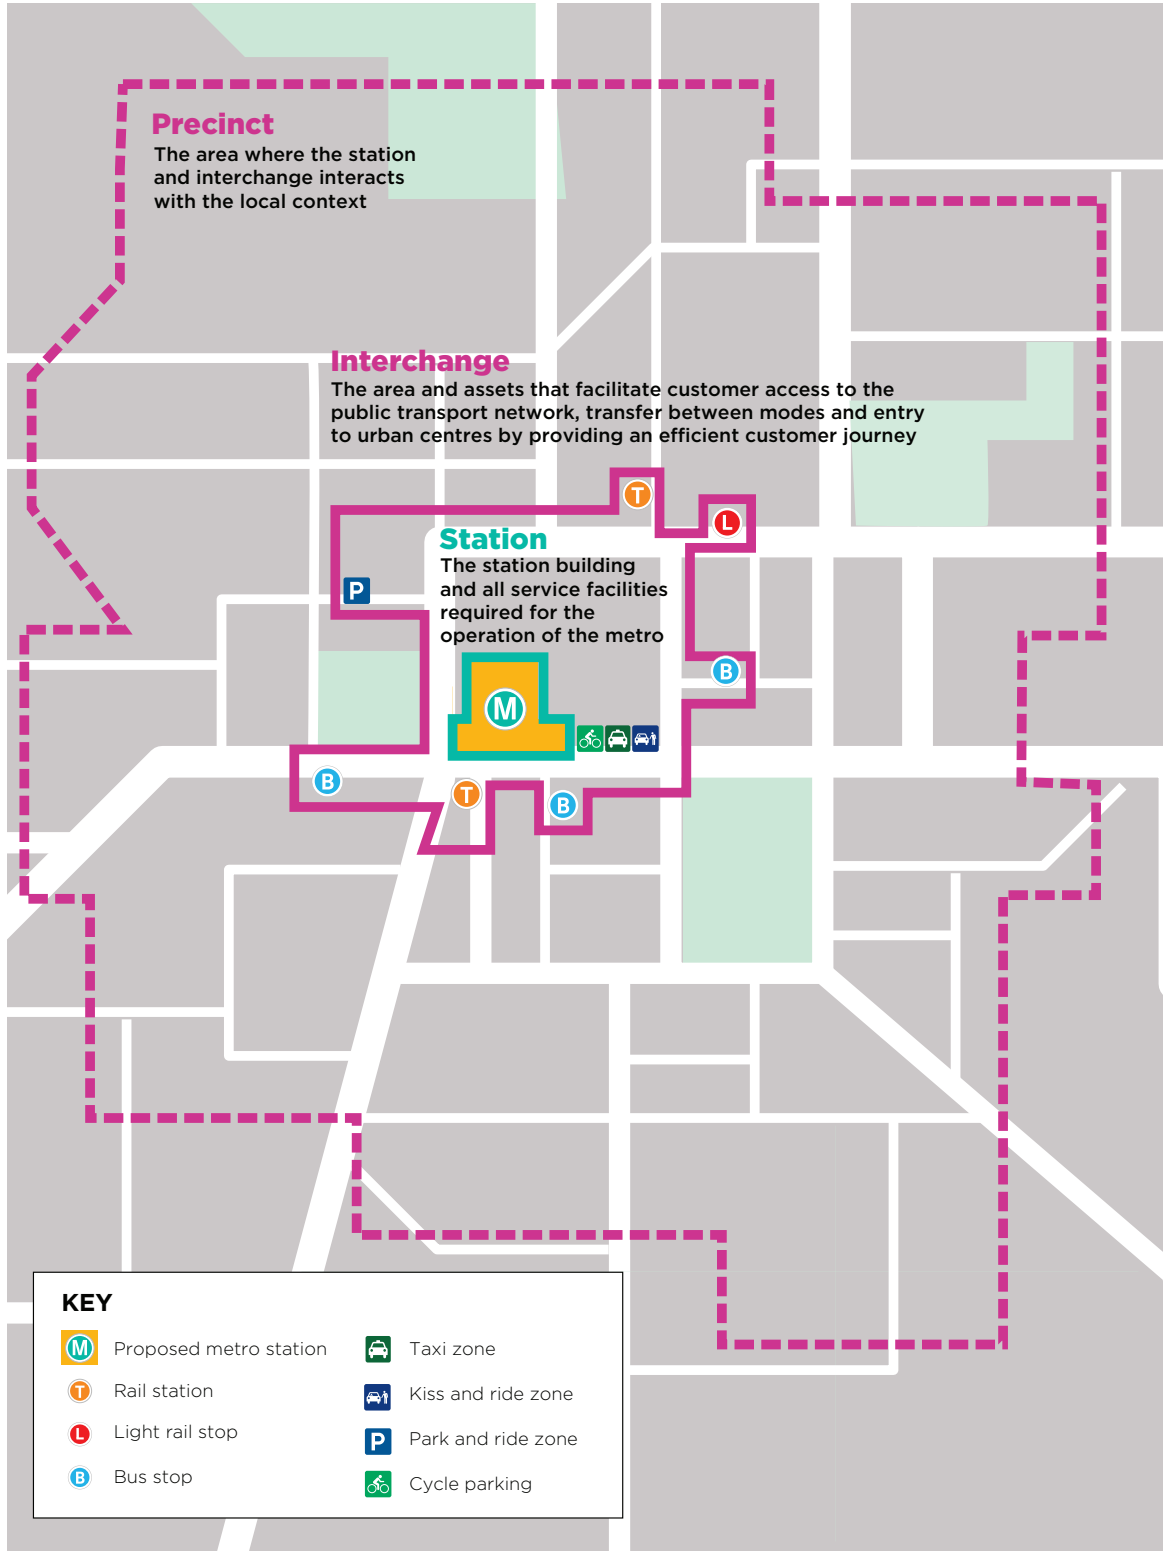 Precinct
The area where the station
and interchange interacts
with the local context
Interchange
The area and assets that facilitate customer access to the
public transport network, transfer between modes and entry
to urban centres by providing an efficient customer journey
T
L
Station
The station building
and all service facilities
required for the
operation of the metro
P
B
M
B
T
B
KEY
M Proposed metro station
T Rail station
L Light rail stop
B Bus stop
Taxi zone
Kiss and ride zone
P Park and ride zone
Cycle parking